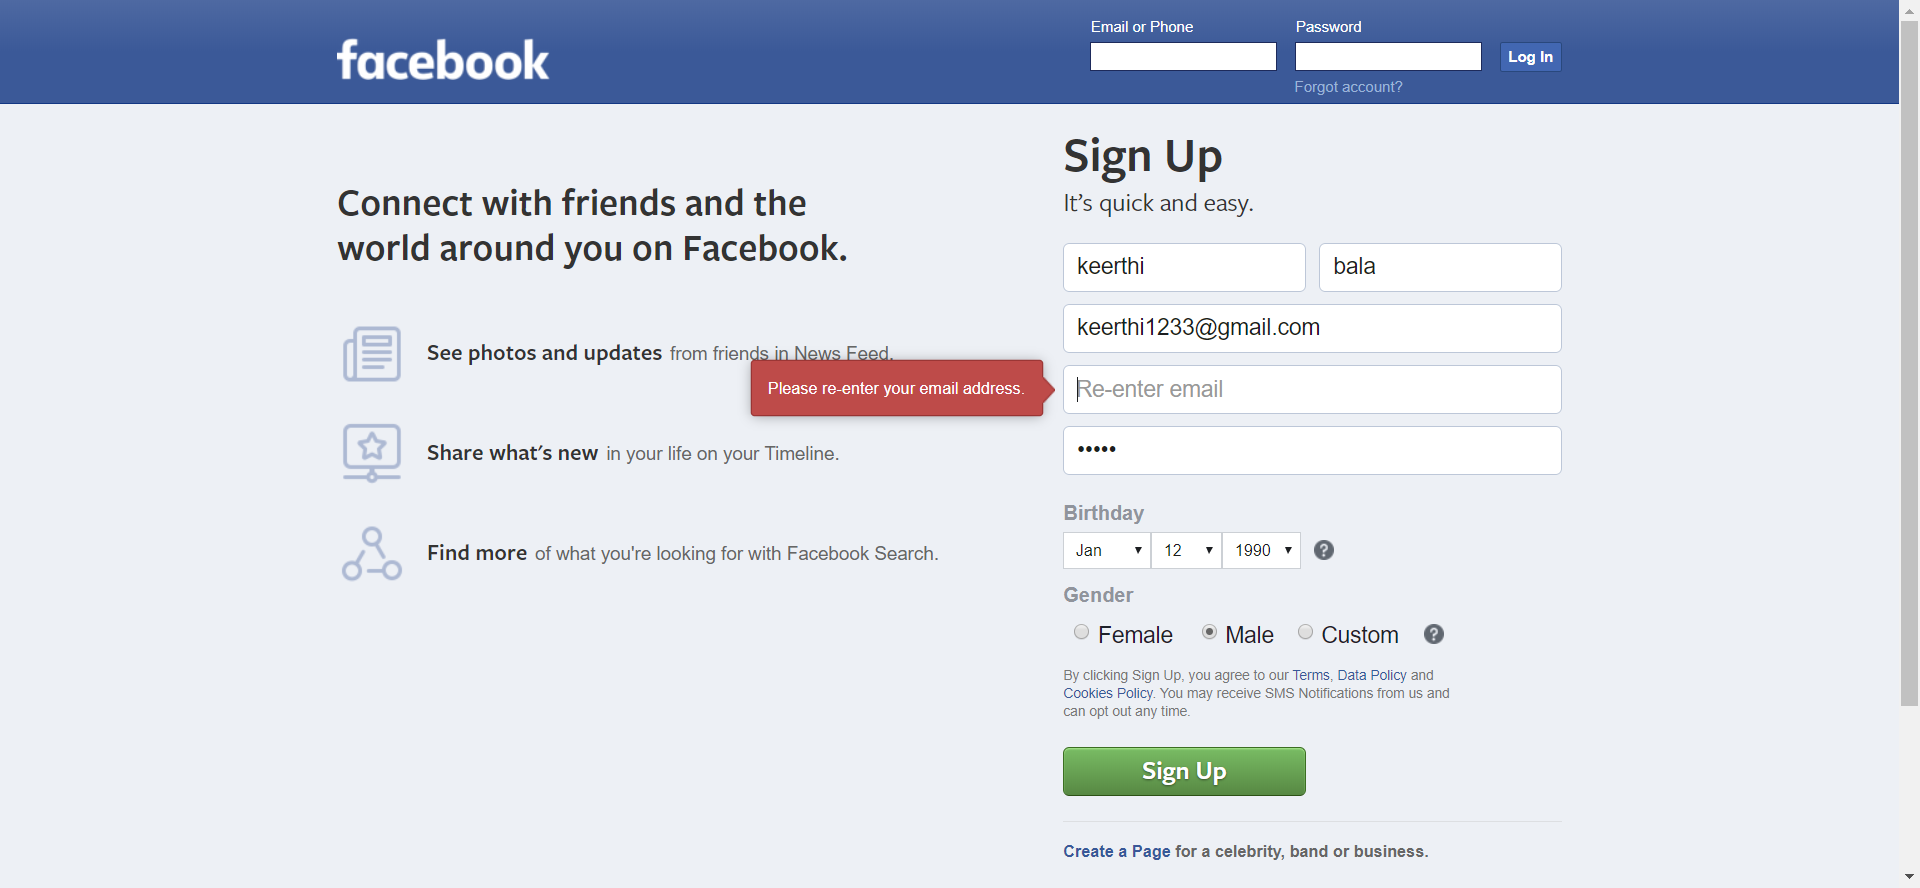 facebook
Email or Phone
Password
Log In
Forgot account?
Connect with friends and the
world around you on Facebook.
See photos and updates from friends in News Feed.
Share what's new in your life on your Timeline.
Find more of what you're looking for with Facebook Search.
Sign Up
It's quick and easy.
keerthi bala
keerthi1233@gmail.com
Please re-enter your email address.
Re-enter email
•••••
Birthday
Jan 12 1990 ?
Gender
Female Male Custom ?
By clicking Sign Up, you agree to our Terms, Data Policy and
Cookies Policy. You may receive SMS Notifications from us and
can opt out any time.
Sign Up
Create a Page for a celebrity, band or business.